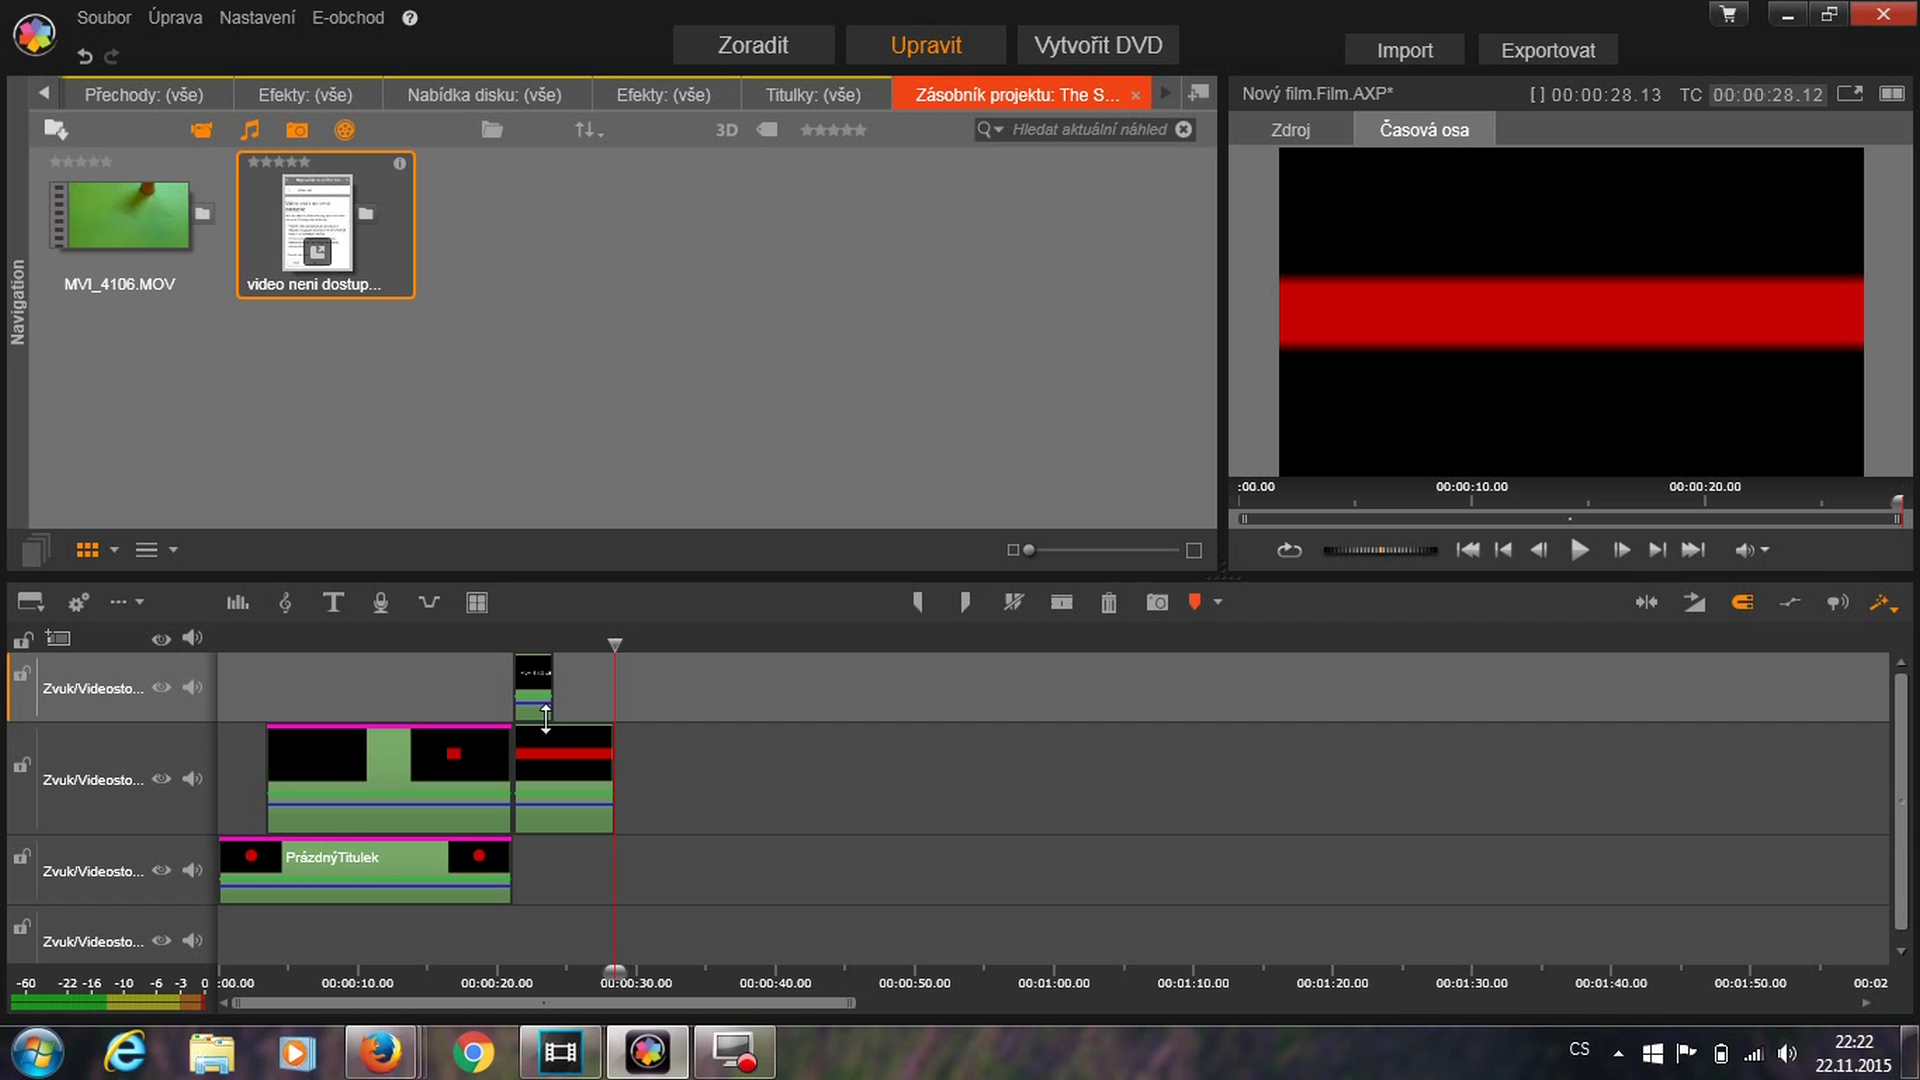 Soubor Úprava Nastavení E-obchod ?
Zoradit Upravit Vytvořit DVD
Import Exportovat
Přechody: (vše) Efekty: (vše) Nabídka disku: (vše) Efekty: (vše) Titulky: (vše) Zásobník projektu: The S... ×
Nový film.Film.AXP* [ ] 00:00:28.13 TC 00:00:28.12
3D Hledat aktuální náhled
Zdroj Časová osa
Navigation
MVI_4106.MOV video neni dostup...
:00.00 00:00:10.00 00:00:20.00
Zvuk/Videosto...
Zvuk/Videosto...
PrázdnýTitulek
Zvuk/Videosto...
Zvuk/Videosto...
-60 -22 -16 -10 -6 -3 0
:00.00 00:00:10.00 00:00:20.00 00:00:30.00 00:00:40.00 00:00:50.00 00:01:00.00 00:01:10.00 00:01:20.00 00:01:30.00 00:01:40.00 00:01:50.00 00:02
CS
22:22
22.11.2015